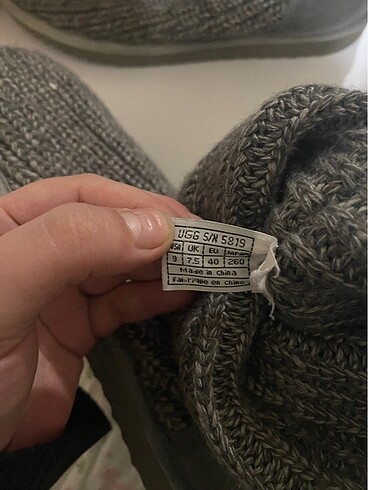 UGG S/N 5819
USA UK EU Japan
9 7.5 40 260
Made in China
Fabriqué en Chine